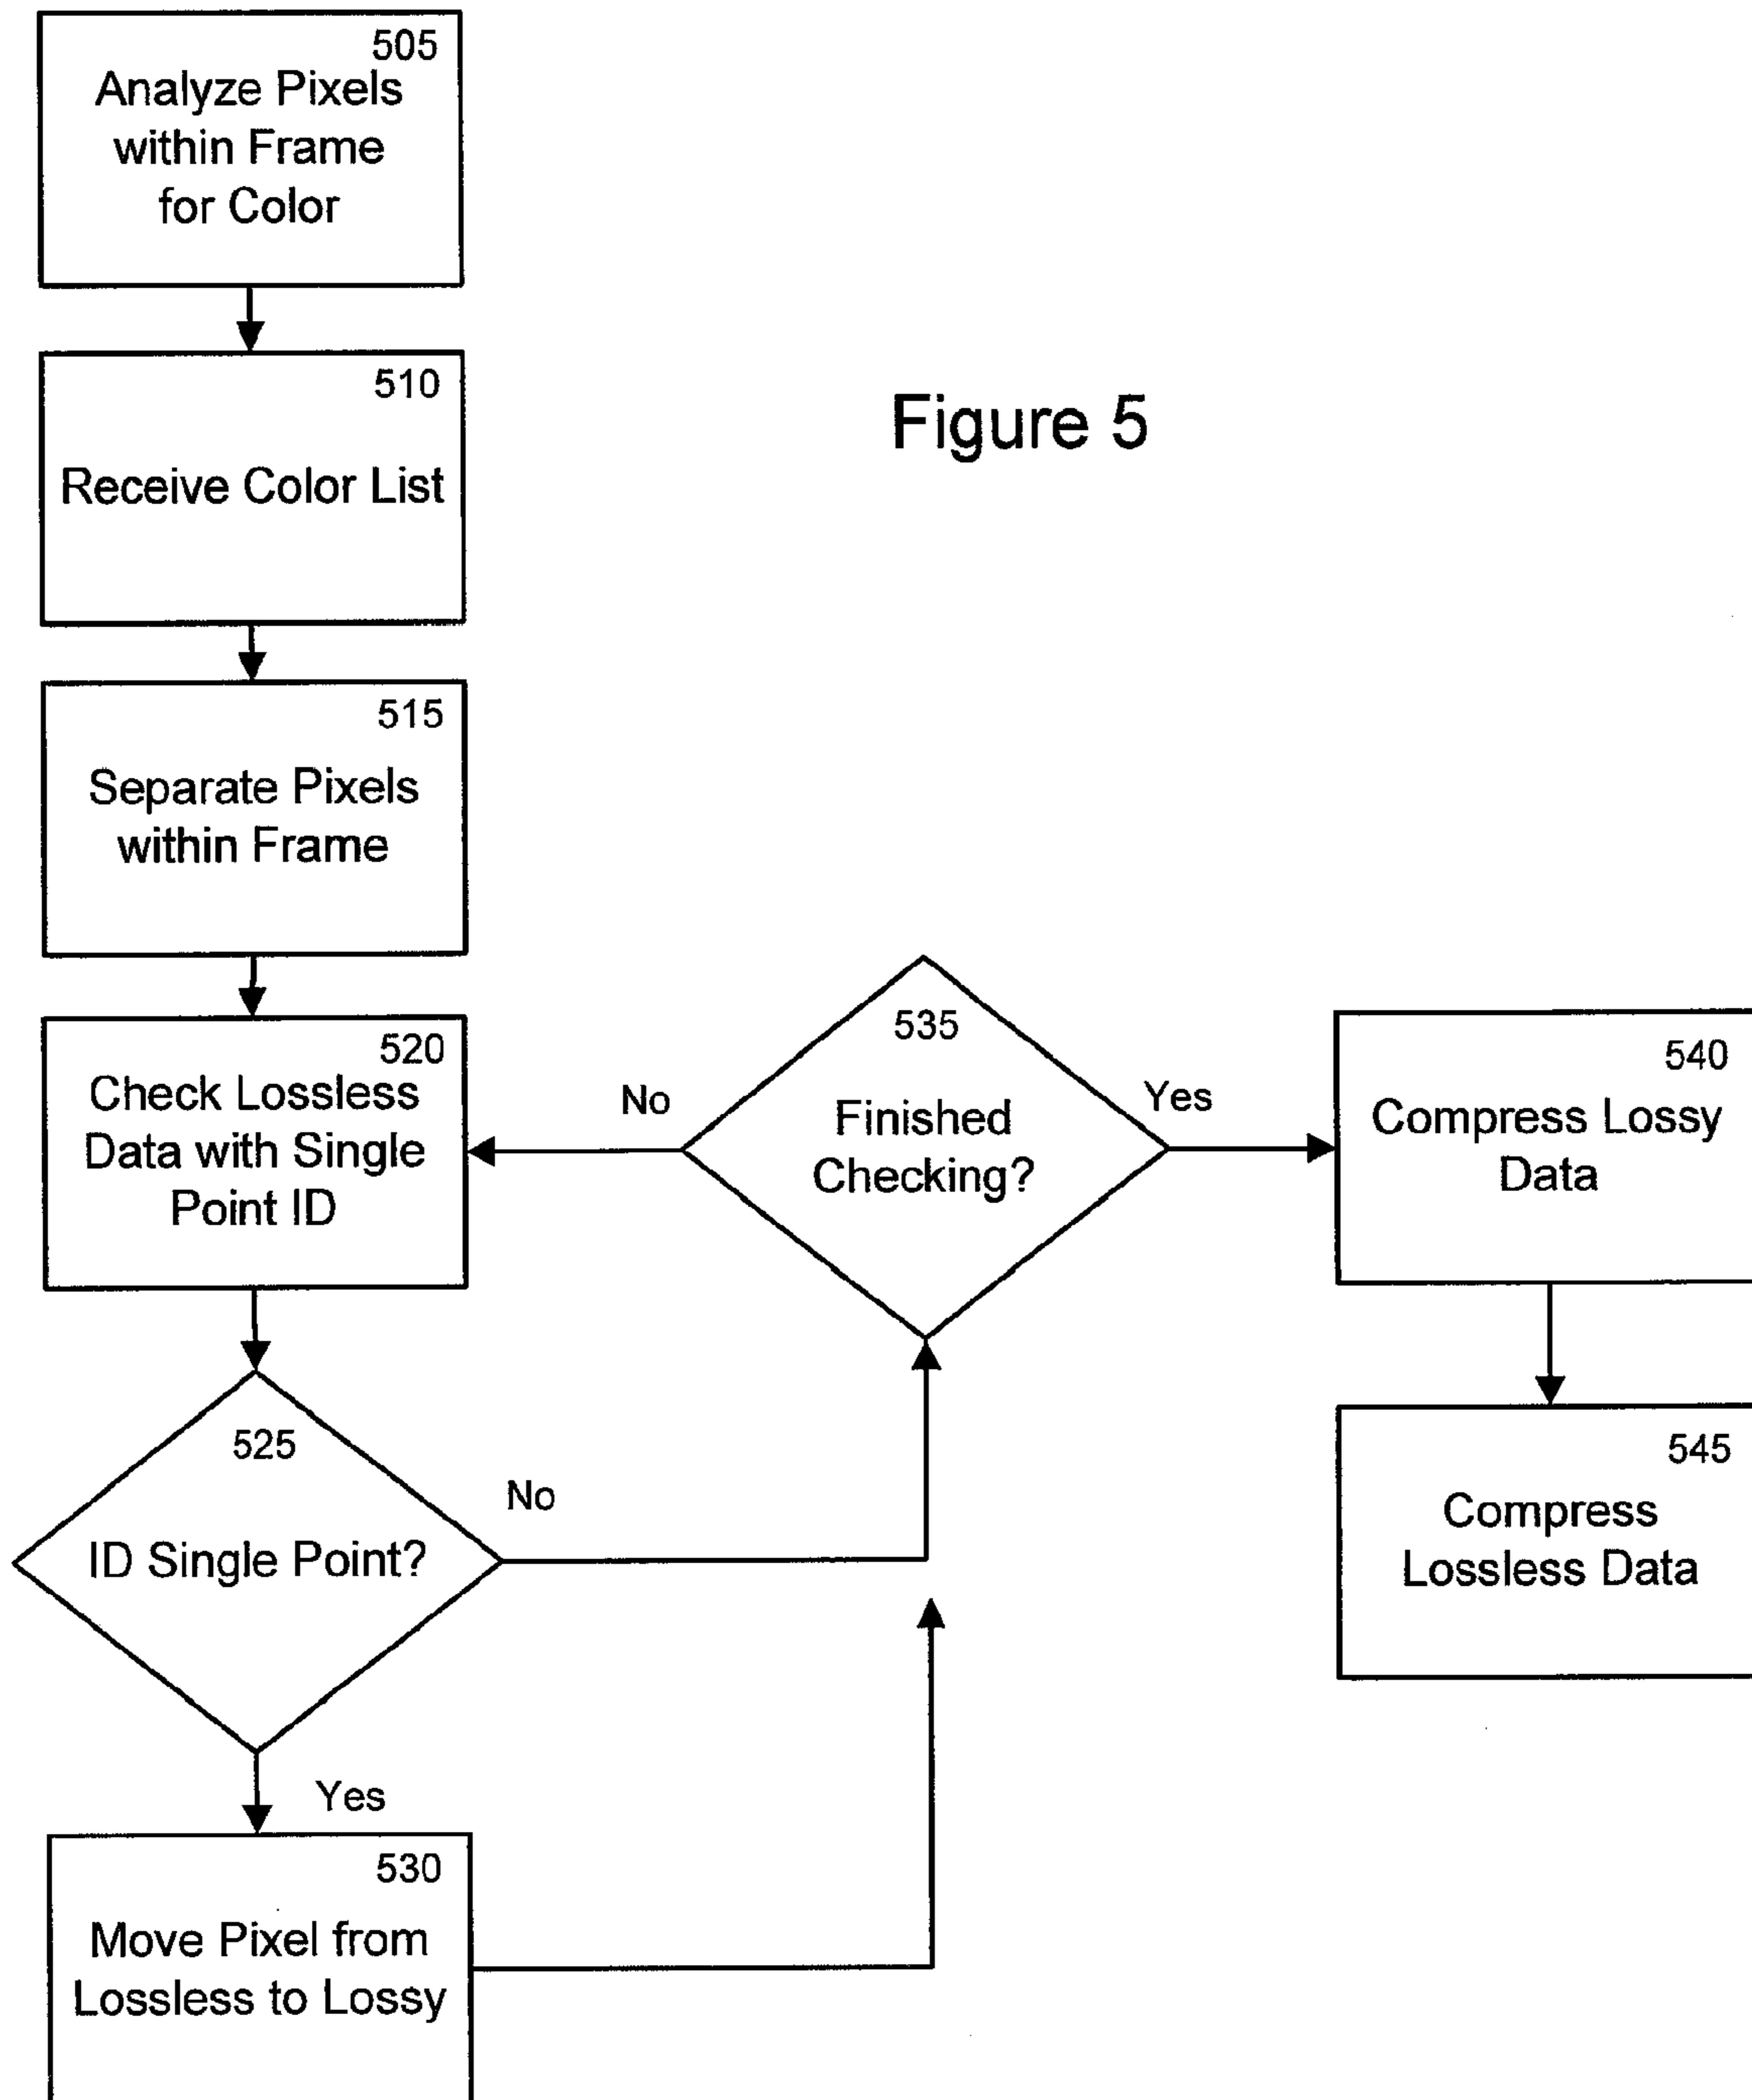 505
Analyze Pixels
within Frame
for Color
510
Receive Color List
Figure 5
515
Separate Pixels
within Frame
520
Check Lossless
Data with Single
Point ID
No
535
Finished
Checking?
Yes
540
Compress Lossy
Data
525
ID Single Point?
No
Yes
545
Compress
Lossless Data
530
Move Pixel from
Lossless to Lossy